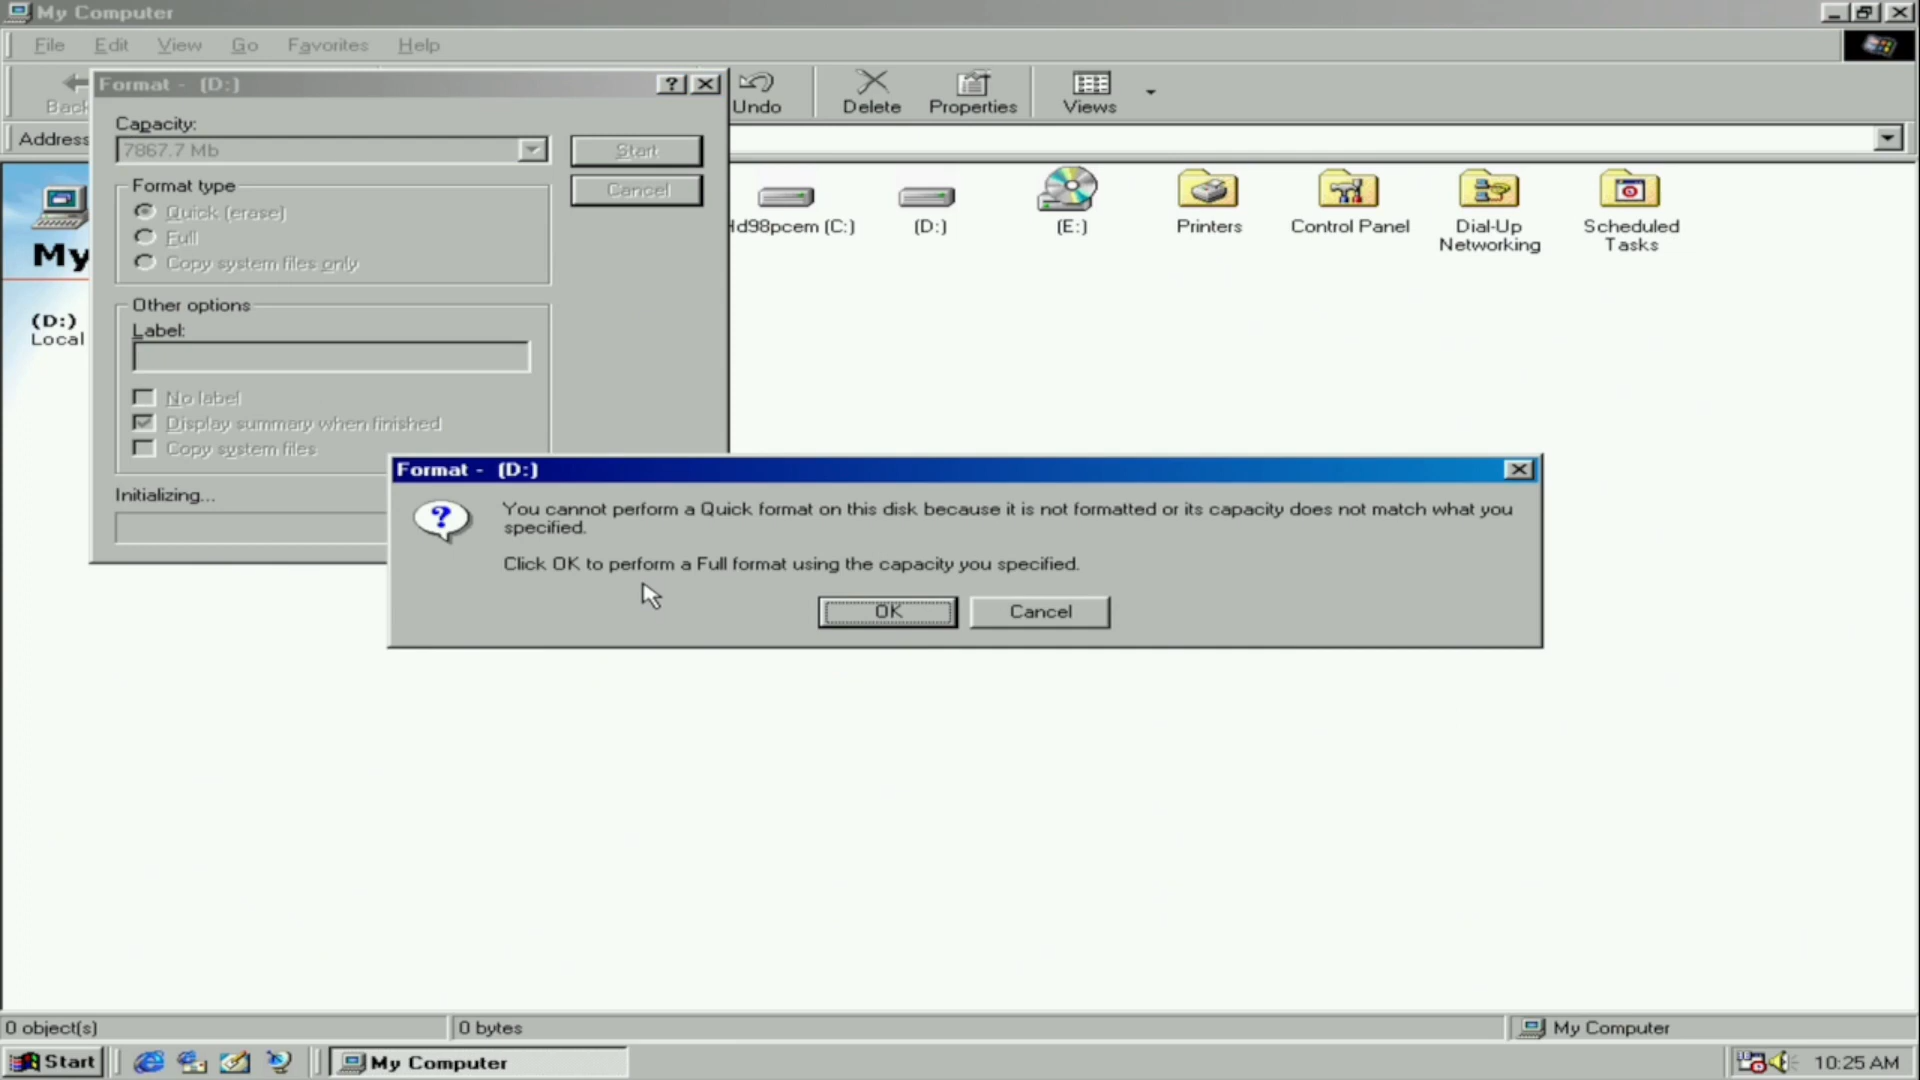 My Computer
File Edit View Go Favorites Help
Back Undo Delete Properties Views
Address
Format - (D:)
Capacity:
7867.7 Mb
Start
Cancel
Format type
Quick (erase)
Full
Copy system files only
Other options
Label:
No label
Display summary when finished
Copy system files
Initializing...
My
(D:)
Local
Hd98pcem (C:)
(D:)
(E:)
Printers
Control Panel
Dial-Up
Networking
Scheduled
Tasks
Format - (D:)
You cannot perform a Quick format on this disk because it is not formatted or its capacity does not match what you
specified.
Click OK to perform a Full format using the capacity you specified.
OK Cancel
0 object(s) 0 bytes My Computer
Start My Computer 10:25 AM